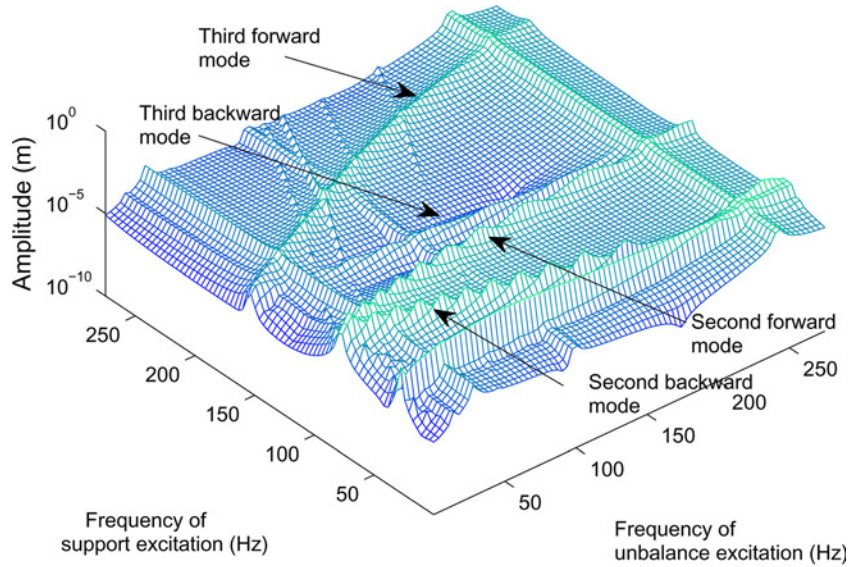 Third forward
mode
Third backward
mode
Amplitude (m)
10^0
10^−5
10^−10
Second forward
mode
Second backward
mode
250
200
150
100
50
50
100
150
200
250
Frequency of
support excitation (Hz)
Frequency of
unbalance excitation (Hz)